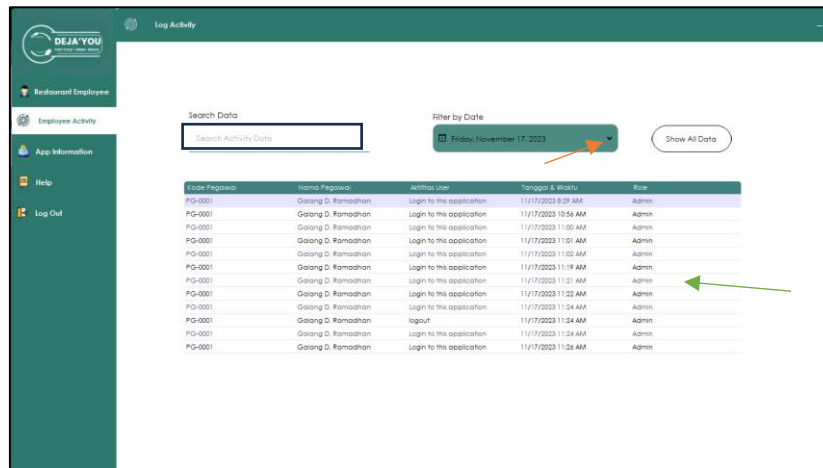 Log Activity
DEJA'YOU
Restaurant Employee
Employee Activity
App Information
Help
Log Out
Search Data
Search Activity Data
Filter by Date
Friday, November 17, 2023
Show All Data
Kode Pegawai Nama Pegawai Aktifitas User Tanggal & Waktu Role
PG-0001 Galang D. Ramadhan Login to this application 11/17/2023 8:29 AM Admin
PG-0001 Galang D. Ramadhan Login to this application 11/17/2023 10:56 AM Admin
PG-0001 Galang D. Ramadhan Login to this application 11/17/2023 11:00 AM Admin
PG-0001 Galang D. Ramadhan Login to this application 11/17/2023 11:01 AM Admin
PG-0001 Galang D. Ramadhan Login to this application 11/17/2023 11:02 AM Admin
PG-0001 Galang D. Ramadhan Login to this application 11/17/2023 11:19 AM Admin
PG-0001 Galang D. Ramadhan Login to this application 11/17/2023 11:21 AM Admin
PG-0001 Galang D. Ramadhan Login to this application 11/17/2023 11:22 AM Admin
PG-0001 Galang D. Ramadhan Login to this application 11/17/2023 11:24 AM Admin
PG-0001 Galang D. Ramadhan logout 11/17/2023 11:24 AM Admin
PG-0001 Galang D. Ramadhan Login to this application 11/17/2023 11:24 AM Admin
PG-0001 Galang D. Ramadhan Login to this application 11/17/2023 11:26 AM Admin